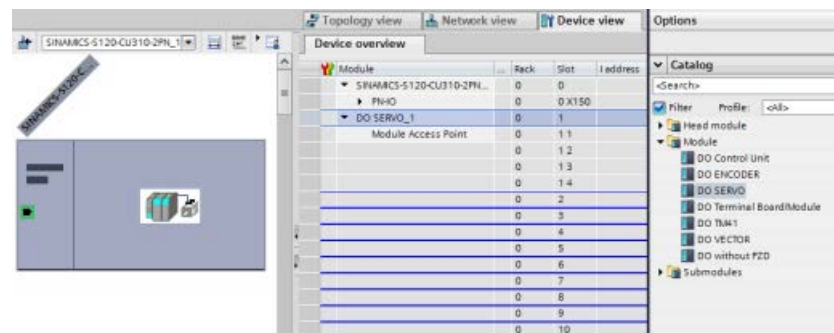 Topology view Network view Device view Options
SINAMICS-S120-CU310-2PN_1
Device overview
Module ... Rack Slot I address
Catalog
SINAMICS-S120-CU310-2PN... 0 0
<Search>
PN-IO 0 0 X150
Filter Profile: <All>
DO SERVO_1 0 1
Head module
Module Access Point 0 1 1
Module
0 1 2
DO Control Unit
0 1 3
DO ENCODER
0 1 4
DO SERVO
0 2
DO Terminal Board/Module
0 3
DO TM41
0 4
DO VECTOR
0 5
DO without PZD
0 6
Submodules
0 7
0 8
0 9
0 10
SINAMICS-S120-C...